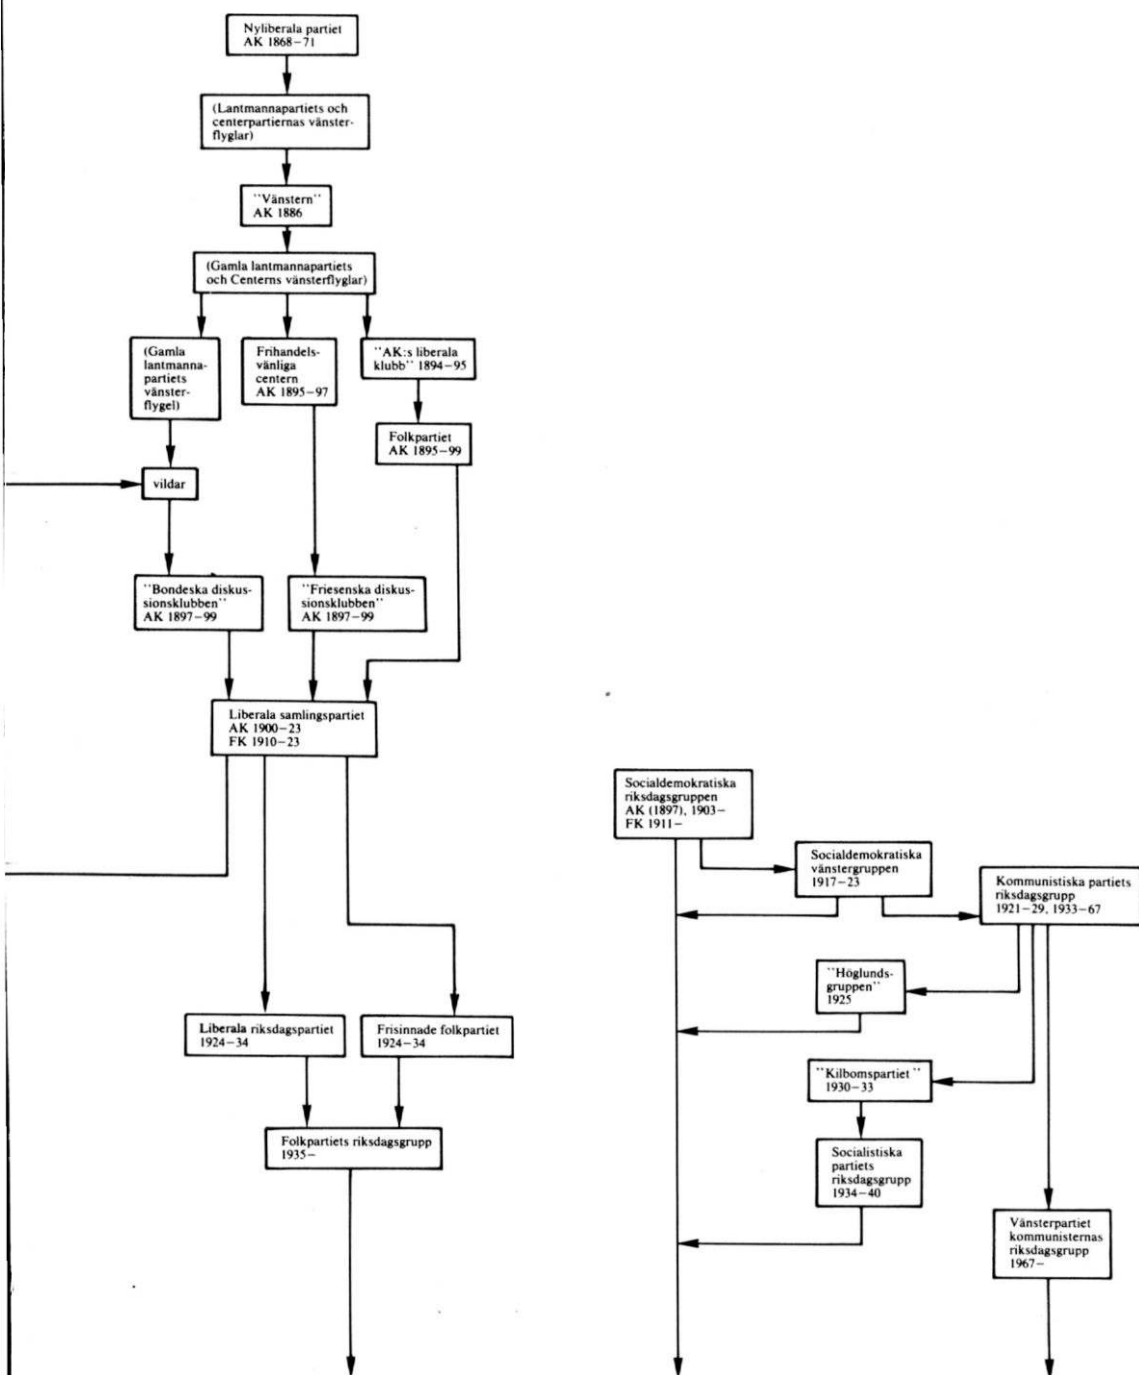 Nyliberala partiet
AK 1868–71
(Lantmannapartiets och
centerpartiernas vänster-
flyglar)
"Vänstern"
AK 1886
(Gamla lantmannapartiets
och Centerns vänsterflyglar)
(Gamla
lantmanna-
partiets
vänster-
flygel)
Frihandels-
vänliga
centern
AK 1895–97
"AK:s liberala
klubb" 1894–95
Folkpartiet
AK 1895–99
vildar
"Bondeska diskus-
sionsklubben"
AK 1897–99
"Friesenska diskus-
sionsklubben"
AK 1897–99
Liberala samlingspartiet
AK 1900–23
FK 1910–23
Liberala riksdagspartiet
1924–34
Frisinnade folkpartiet
1924–34
Folkpartiets riksdagsgrupp
1935–
Socialdemokratiska
riksdagsgruppen
AK (1897), 1903–
FK 1911–
Socialdemokratiska
vänstergruppen
1917–23
Kommunistiska partiets
riksdagsgrupp
1921–29, 1933–67
"Höglunds-
gruppen"
1925
"Kilbomspartiet"
1930–33
Socialistiska
partiets
riksdagsgrupp
1934–40
Vänsterpartiet
kommunisternas
riksdagsgrupp
1967–